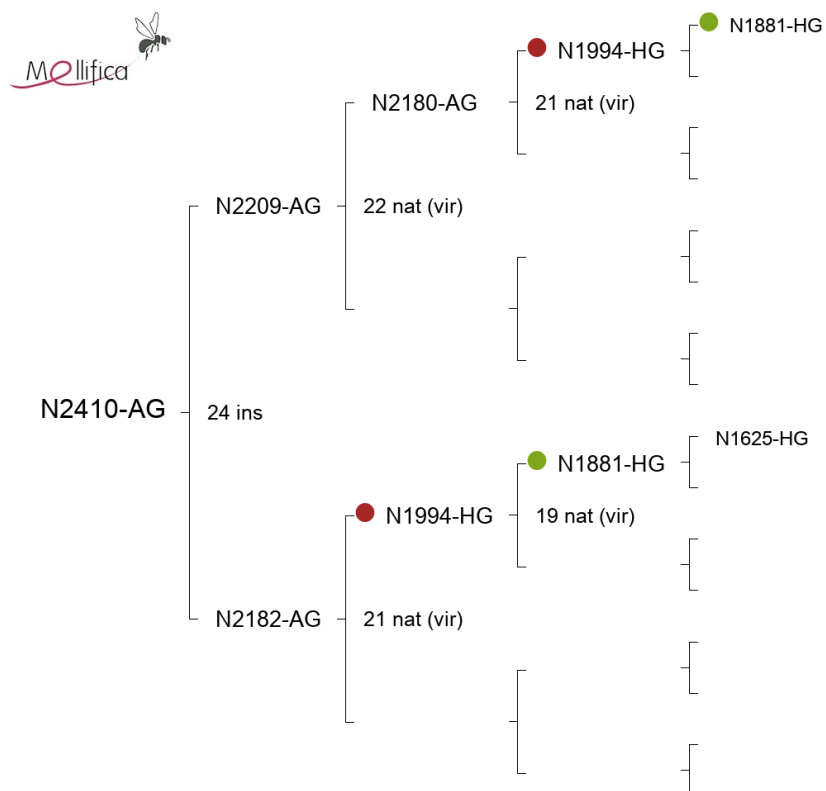 Mellifica
N1881-HG
N1994-HG
N2180-AG
21 nat (vir)
N2209-AG
22 nat (vir)
N2410-AG
24 ins
N1625-HG
N1881-HG
N1994-HG
19 nat (vir)
N2182-AG
21 nat (vir)